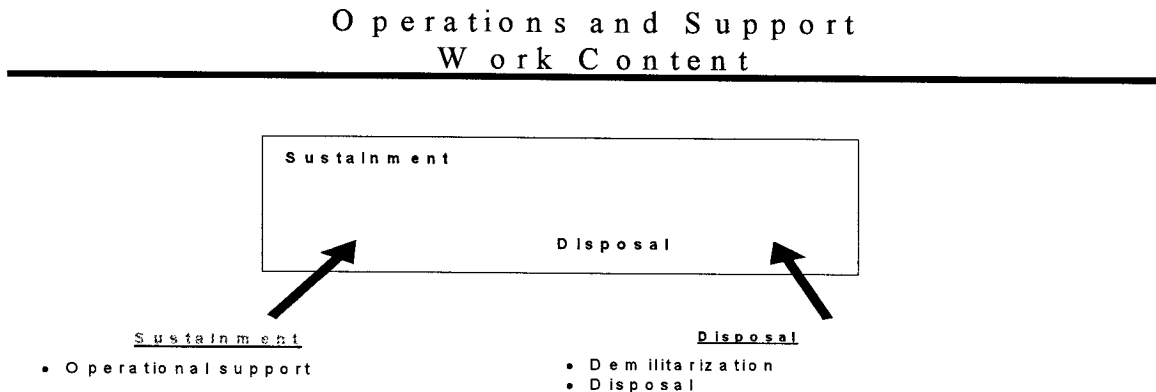 Operations and Support
Work Content
Sustainment
Disposal
Sustainment
• Operational support
Disposal
• Demilitarization
• Disposal